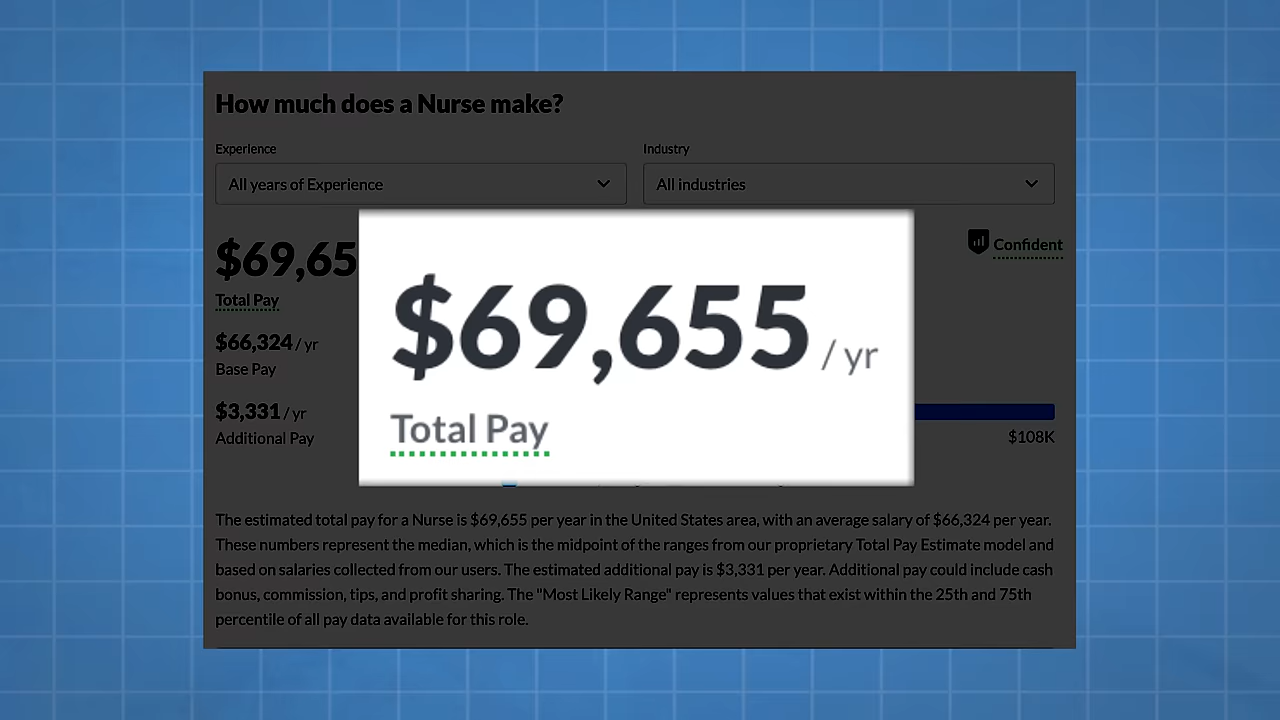 How much does a Nurse make?
Experience
Industry
All years of Experience
All industries
$69,65
Confident
Total Pay
$66,324 / yr
Base Pay
$3,331 / yr
Additional Pay
$108K
$69,655 / yr
Total Pay
The estimated total pay for a Nurse is $69,655 per year in the United States area, with an average salary of $66,324 per year.
These numbers represent the median, which is the midpoint of the ranges from our proprietary Total Pay Estimate model and
based on salaries collected from our users. The estimated additional pay is $3,331 per year. Additional pay could include cash
bonus, commission, tips, and profit sharing. The "Most Likely Range" represents values that exist within the 25th and 75th
percentile of all pay data available for this role.